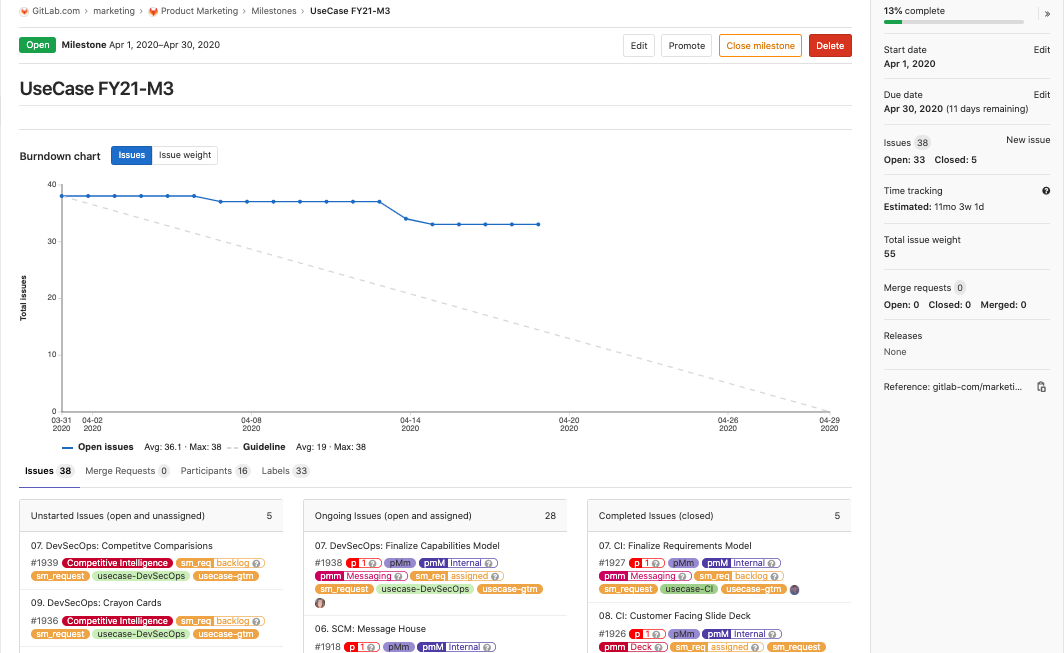 GitLab.com › marketing › Product Marketing › Milestones › UseCase FY21-M3
Open Milestone Apr 1, 2020–Apr 30, 2020 Edit Promote Close milestone Delete
UseCase FY21-M3
Burndown chart Issues Issue weight
Total issues
40
30
20
10
0
03-31 2020
04-02 2020
04-08 2020
04-14 2020
04-20 2020
04-26 2020
04-29 2020
Open issues Avg: 36.1 · Max: 38 Guideline Avg: 19 · Max: 38
Issues 38 Merge Requests 0 Participants 16 Labels 33
Unstarted Issues (open and unassigned) 5
07. DevSecOps: Competitve Comparisions
#1939 Competitive Intelligence sm_req backlog ?
sm_request usecase-DevSecOps usecase-gtm
09. DevSecOps: Crayon Cards
#1936 Competitive Intelligence sm_req backlog ?
sm_request usecase-DevSecOps usecase-gtm
Ongoing Issues (open and assigned) 28
07. DevSecOps: Finalize Capabilities Model
#1938 p 1 ? pMm pmM Internal ?
pmm Messaging ? sm_req assigned ?
sm_request usecase-DevSecOps usecase-gtm
06. SCM: Message House
#1918 p 1 ? pMm pmM Internal ?
Completed Issues (closed) 5
07. CI: Finalize Requirements Model
#1927 p 1 ? pMm pmM Internal ?
pmm Messaging ? sm_req backlog ?
sm_request usecase-CI usecase-gtm
08. CI: Customer Facing Slide Deck
#1926 p 1 ? pMm pmM Internal ?
pmm Deck ? sm_req assigned ? sm_request
13% complete »
Start date Edit
Apr 1, 2020
Due date Edit
Apr 30, 2020 (11 days remaining)
Issues 38 New issue
Open: 33 Closed: 5
Time tracking ?
Estimated: 11mo 3w 1d
Total issue weight
55
Merge requests 0
Open: 0 Closed: 0 Merged: 0
Releases
None
Reference: gitlab-com/marketi...